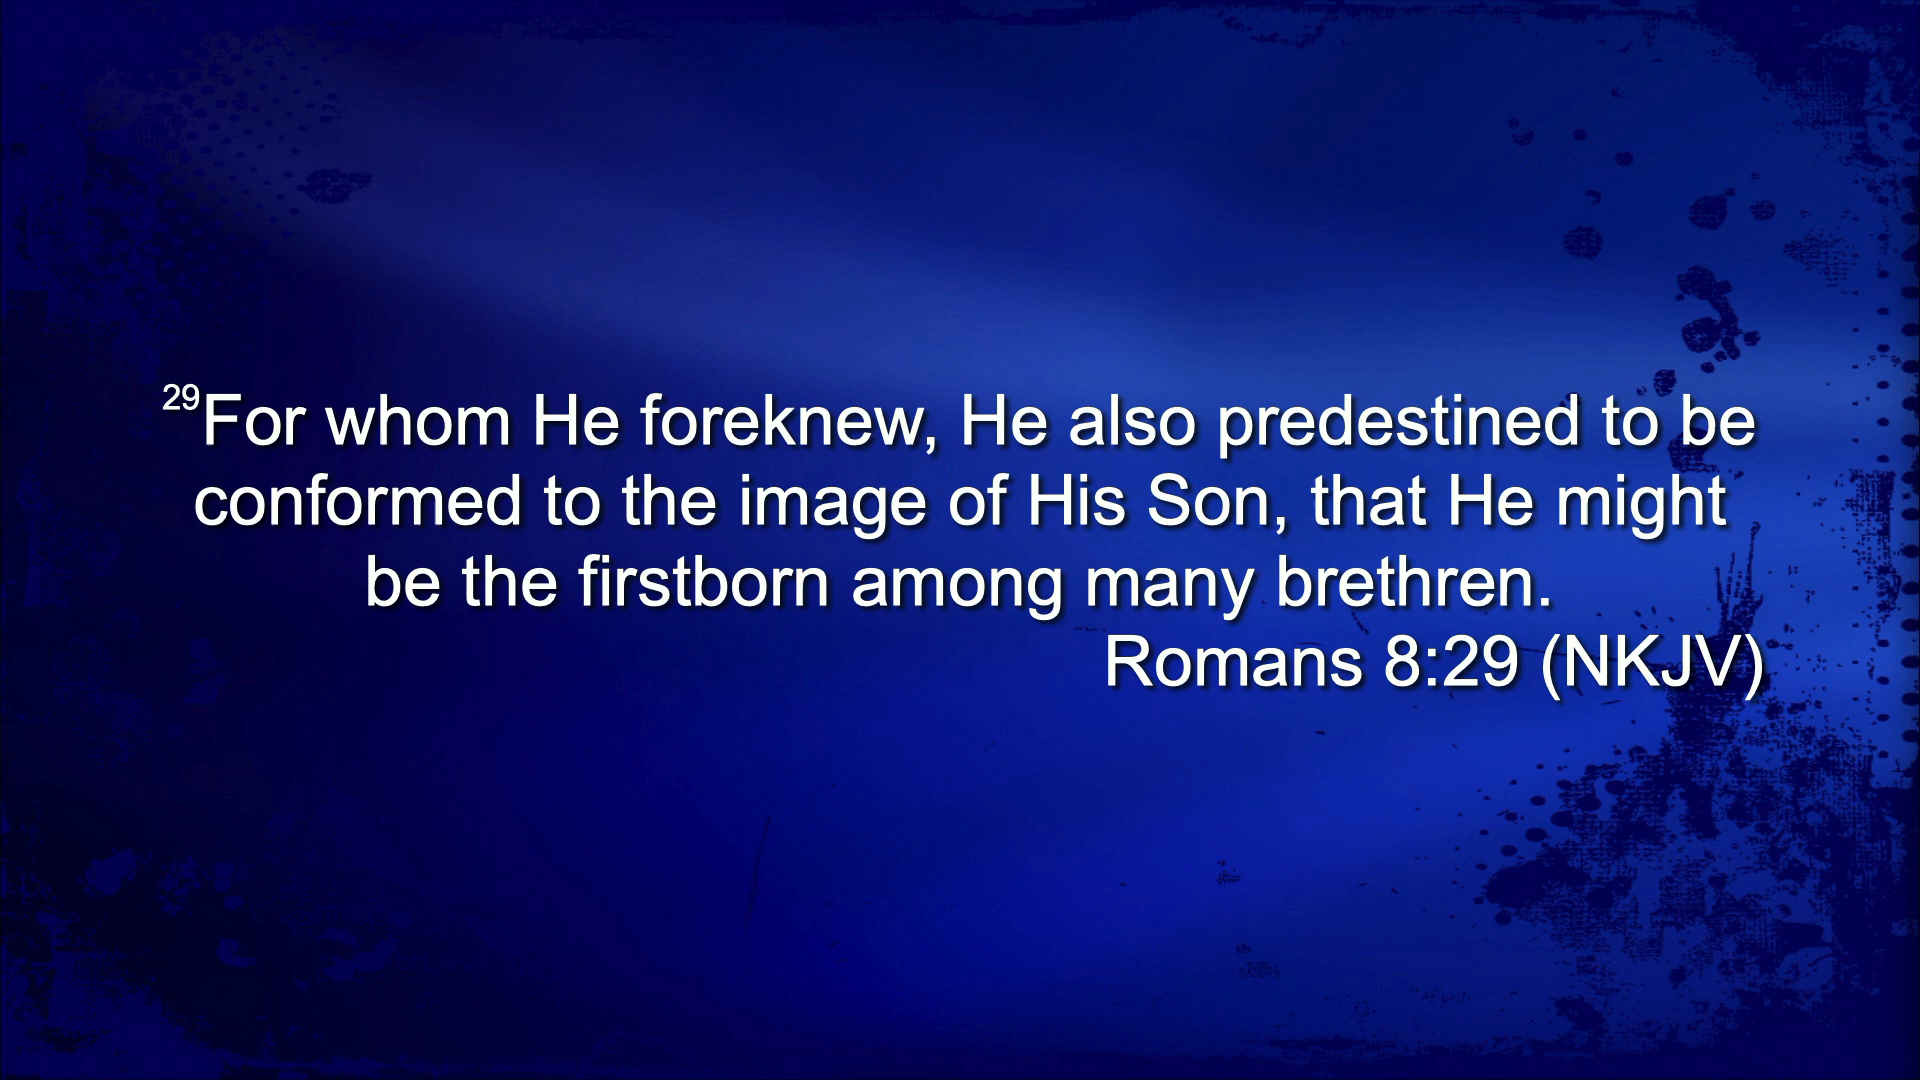 29For whom He foreknew, He also predestined to be
conformed to the image of His Son, that He might
be the firstborn among many brethren.
Romans 8:29 (NKJV)